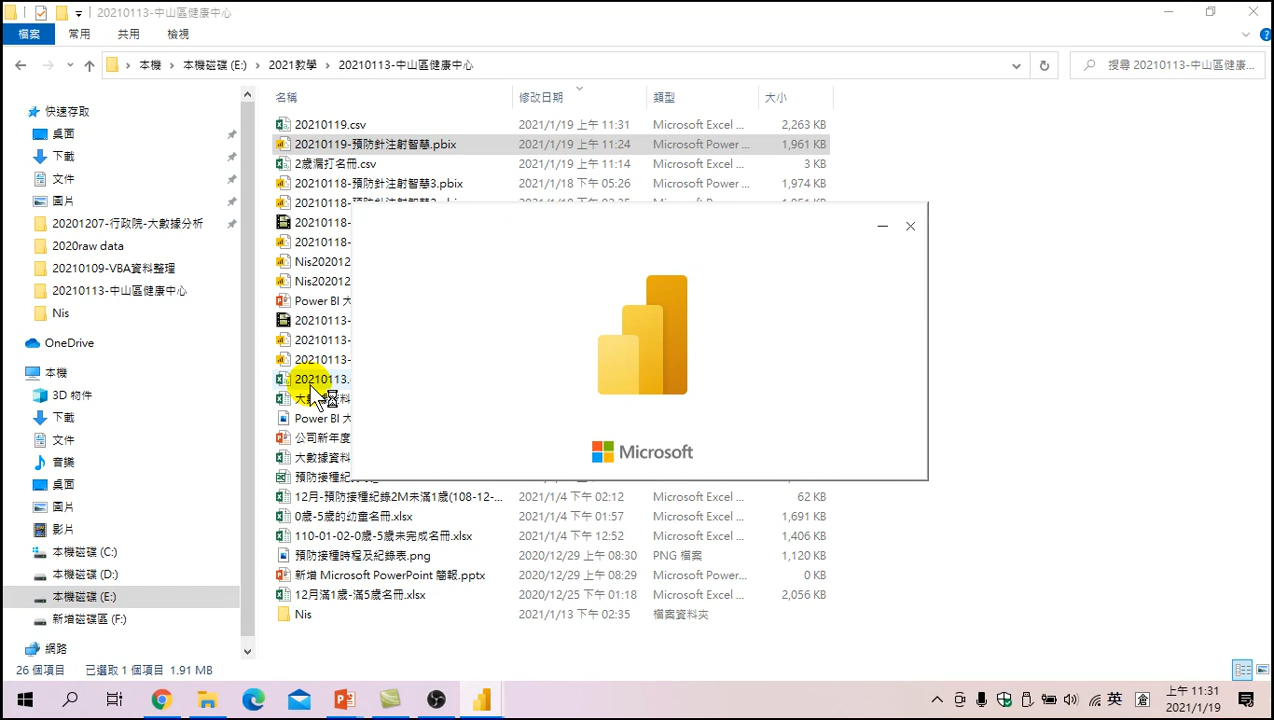 20210113-中山區健康中心
檔案 常用 共用 檢視
本機 本機磁碟 (E:) 2021教學 20210113-中山區健康中心
搜尋 20210113-中山區健康...
快速存取
桌面
下載
文件
圖片
20201207-行政院-大數據分析
2020raw data
20210109-VBA資料整理
20210113-中山區健康中心
Nis
OneDrive
本機
3D 物件
下載
文件
音樂
桌面
圖片
影片
本機磁碟 (C:)
本機磁碟 (D:)
本機磁碟 (E:)
新增磁碟區 (F:)
網路
名稱 修改日期 類型 大小
20210119.csv 2021/1/19 上午 11:31 Microsoft Excel ... 2,263 KB
20210119-預防針注射智慧.pbix 2021/1/19 上午 11:24 Microsoft Power ... 1,961 KB
2歲漏打名冊.csv 2021/1/19 上午 11:14 Microsoft Excel ... 3 KB
20210118-預防針注射智慧3.pbix 2021/1/18 下午 05:26 Microsoft Power ... 1,974 KB
20210118-
20210118-
20210118-
Nis202012
Nis202012
Power BI 大
20210113-
20210113-
20210113-
20210113.
Power BI 大
公司新年度
大數據資料
預防接種紀
12月-預防接種紀錄2M未滿1歲(108-12-... 2021/1/4 下午 02:12 Microsoft Excel ... 62 KB
0歲-5歲的幼童名冊.xlsx 2021/1/4 下午 01:57 Microsoft Excel ... 1,691 KB
110-01-02-0歲-5歲未完成名冊.xlsx 2021/1/4 下午 12:52 Microsoft Excel ... 1,406 KB
預防接種時程及紀錄表.png 2020/12/29 上午 08:30 PNG 檔案 1,120 KB
新增 Microsoft PowerPoint 簡報.pptx 2020/12/29 上午 08:29 Microsoft Power... 0 KB
12月滿1歲-滿5歲名冊.xlsx 2020/12/25 下午 01:18 Microsoft Excel ... 2,056 KB
Nis 2021/1/13 下午 02:35 檔案資料夾
Microsoft
26 個項目 已選取 1 個項目 1.91 MB
英 倉 上午 11:31
2021/1/19